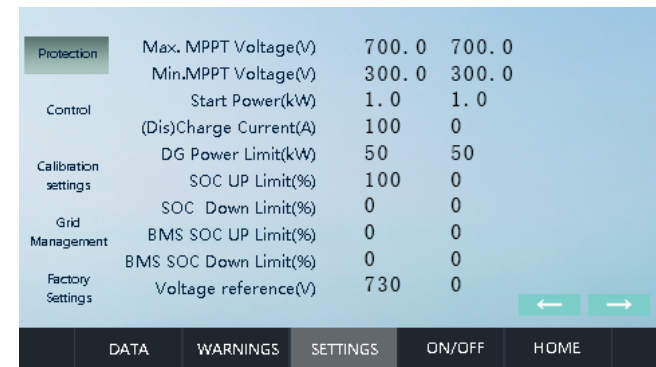 Protection
Control
Calibration
settings
Grid
Management
Factory
Settings
Max. MPPT Voltage(V) 700.0 700.0
Min.MPPT Voltage(V) 300.0 300.0
Start Power(kW) 1.0 1.0
(Dis)Charge Current(A) 100 0
DG Power Limit(kW) 50 50
SOC UP Limit(%) 100 0
SOC Down Limit(%) 0 0
BMS SOC UP Limit(%) 0 0
BMS SOC Down Limit(%) 0 0
Voltage reference(V) 730 0
← →
DATA WARNINGS SETTINGS ON/OFF HOME